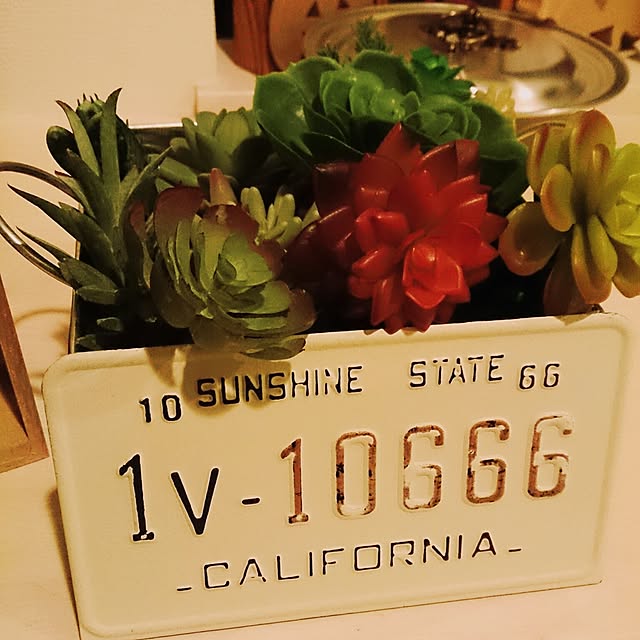 10 SUNSHINE STATE 66
1V-10666
-CALIFORNIA-